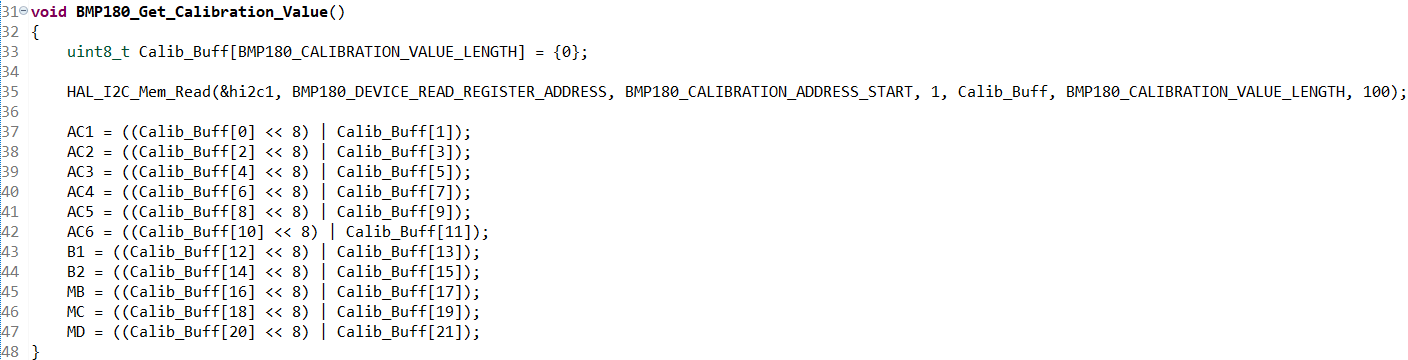 31 void BMP180_Get_Calibration_Value()
32 {
33     uint8_t Calib_Buff[BMP180_CALIBRATION_VALUE_LENGTH] = {0};
34
35     HAL_I2C_Mem_Read(&hi2c1, BMP180_DEVICE_READ_REGISTER_ADDRESS, BMP180_CALIBRATION_ADDRESS_START, 1, Calib_Buff, BMP180_CALIBRATION_VALUE_LENGTH, 100);
36
37     AC1 = ((Calib_Buff[0] << 8) | Calib_Buff[1]);
38     AC2 = ((Calib_Buff[2] << 8) | Calib_Buff[3]);
39     AC3 = ((Calib_Buff[4] << 8) | Calib_Buff[5]);
40     AC4 = ((Calib_Buff[6] << 8) | Calib_Buff[7]);
41     AC5 = ((Calib_Buff[8] << 8) | Calib_Buff[9]);
42     AC6 = ((Calib_Buff[10] << 8) | Calib_Buff[11]);
43     B1 = ((Calib_Buff[12] << 8) | Calib_Buff[13]);
44     B2 = ((Calib_Buff[14] << 8) | Calib_Buff[15]);
45     MB = ((Calib_Buff[16] << 8) | Calib_Buff[17]);
46     MC = ((Calib_Buff[18] << 8) | Calib_Buff[19]);
47     MD = ((Calib_Buff[20] << 8) | Calib_Buff[21]);
48 }